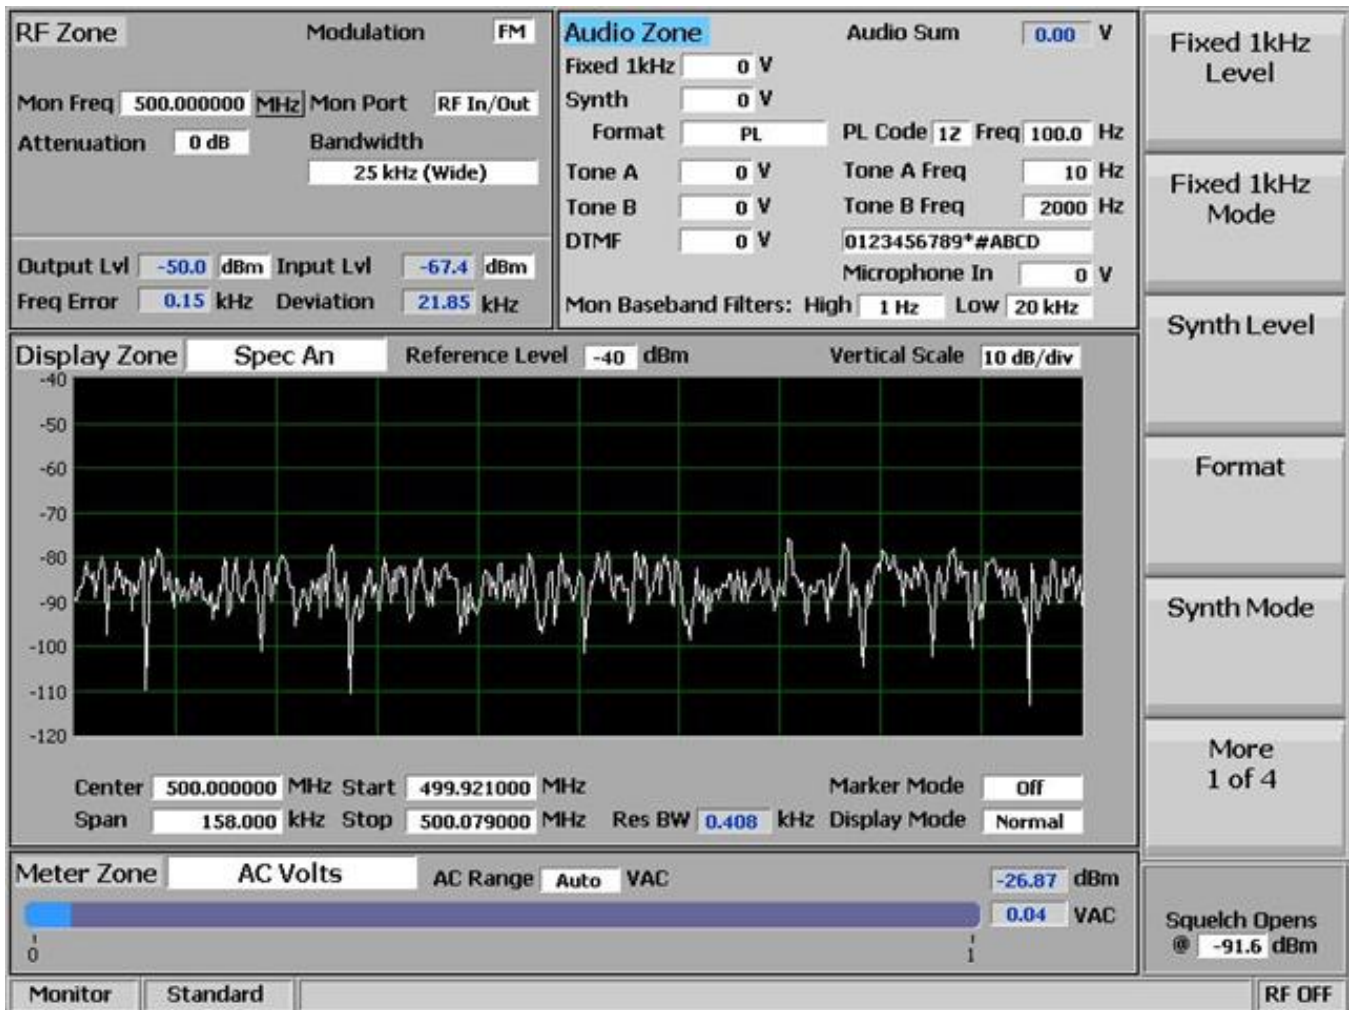 RF Zone
Modulation FM
Mon Freq 500.000000 MHz Mon Port RF In/Out
Attenuation 0 dB Bandwidth
25 kHz (Wide)
Output Lvl -50.0 dBm Input Lvl -67.4 dBm
Freq Error 0.15 kHz Deviation 21.85 kHz
Audio Zone
Audio Sum 0.00 V
Fixed 1kHz 0 V
Synth 0 V
Format PL PL Code 1Z Freq 100.0 Hz
Tone A 0 V Tone A Freq 10 Hz
Tone B 0 V Tone B Freq 2000 Hz
DTMF 0 V 0123456789*#ABCD
Microphone In 0 V
Mon Baseband Filters: High 1 Hz Low 20 kHz
Display Zone Spec An Reference Level -40 dBm Vertical Scale 10 dB/div
-40
-50
-60
-70
-80
-90
-100
-110
-120
Center 500.000000 MHz Start 499.921000 MHz Marker Mode Off
Span 158.000 kHz Stop 500.079000 MHz Res BW 0.408 kHz Display Mode Normal
Meter Zone AC Volts AC Range Auto VAC -26.87 dBm
0.04 VAC
0 1
Fixed 1kHz
Level
Fixed 1kHz
Mode
Synth Level
Format
Synth Mode
More
1 of 4
Squelch Opens
@ -91.6 dBm
Monitor Standard RF OFF